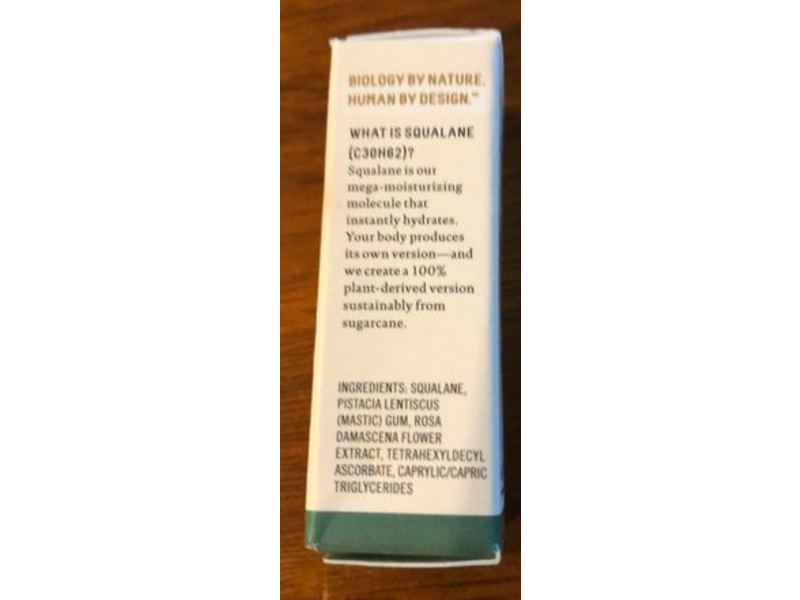 BIOLOGY BY NATURE.
HUMAN BY DESIGN.™
WHAT IS SQUALANE
(C30H62)?
Squalane is our
mega-moisturizing
molecule that
instantly hydrates.
Your body produces
its own version—and
we create a 100%
plant-derived version
sustainably from
sugarcane.
INGREDIENTS: SQUALANE,
PISTACIA LENTISCUS
(MASTIC) GUM, ROSA
DAMASCENA FLOWER
EXTRACT, TETRAHEXYLDECYL
ASCORBATE, CAPRYLIC/CAPRIC
TRIGLYCERIDES